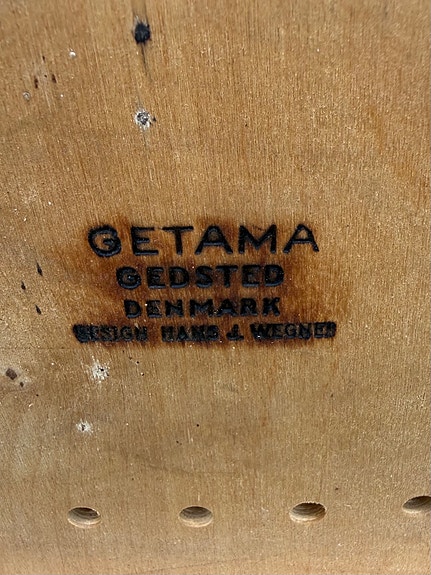 GETAMA
GEDSTED
DENMARK
DESIGN HANS J. WEGNER